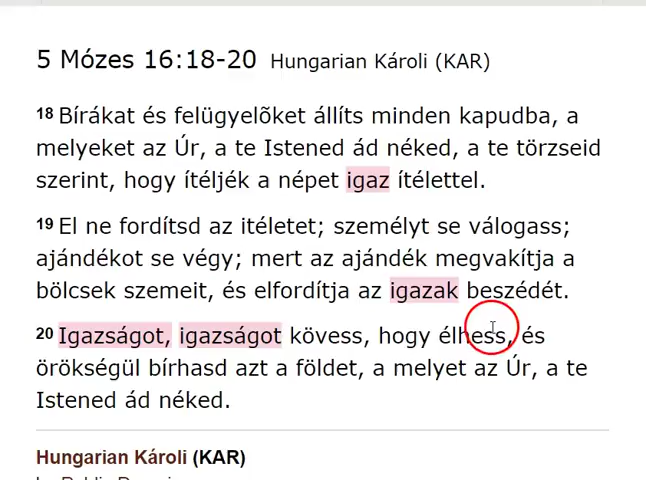 5 Mózes 16:18-20 Hungarian Károli (KAR)
18 Bírákat és felügyelõket állíts minden kapudba, a
melyeket az Úr, a te Istened ád néked, a te törzseid
szerint, hogy ítéljék a népet igaz ítélettel.
19 El ne fordítsd az itéletet; személyt se válogass;
ajándékot se végy; mert az ajándék megvakítja a
bölcsek szemeit, és elfordítja az igazak beszédét.
20 Igazságot, igazságot kövess, hogy élhess, és
örökségül bírhasd azt a földet, a melyet az Úr, a te
Istened ád néked.
Hungarian Károli (KAR)